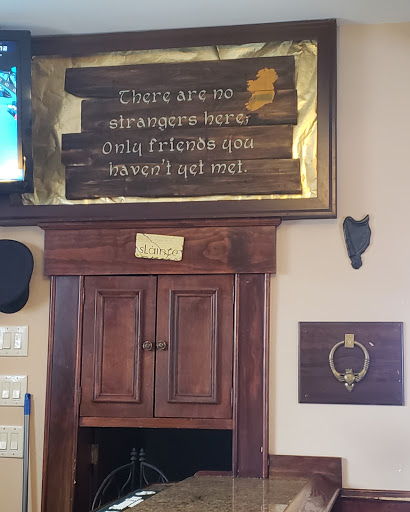 There are no
strangers here;
Only friends you
haven't yet met.
sláinte